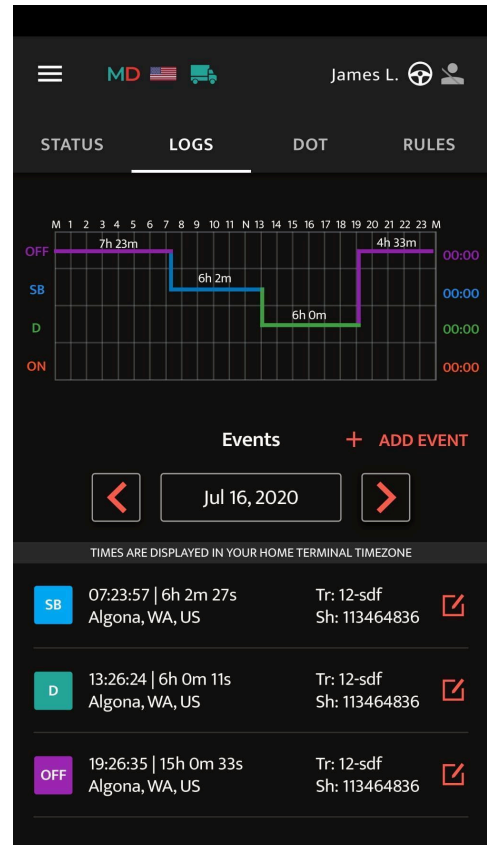 MD James L.
STATUS LOGS DOT RULES
M 1 2 3 4 5 6 7 8 9 10 11 N 13 14 15 16 17 18 19 20 21 22 23 M
OFF 7h 23m 4h 33m 00:00
SB 6h 2m 00:00
D 6h 0m 00:00
ON 00:00
Events + ADD EVENT
Jul 16, 2020
TIMES ARE DISPLAYED IN YOUR HOME TERMINAL TIMEZONE
SB 07:23:57 | 6h 2m 27s Tr: 12-sdf
Algona, WA, US Sh: 113464836
D 13:26:24 | 6h 0m 11s Tr: 12-sdf
Algona, WA, US Sh: 113464836
OFF 19:26:35 | 15h 0m 33s Tr: 12-sdf
Algona, WA, US Sh: 113464836